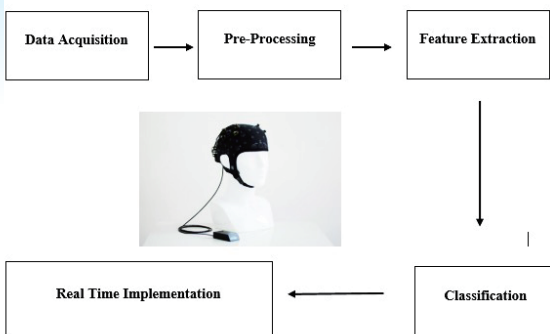 Data Acquisition
Pre-Processing
Feature Extraction
Classification
Real Time Implementation